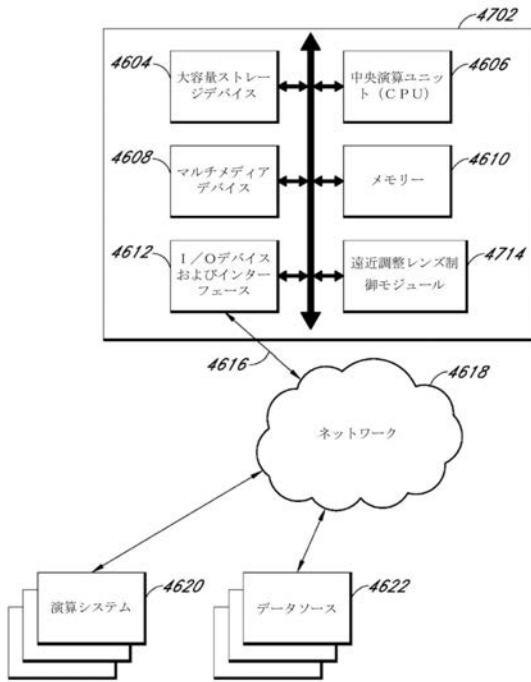 4702
4604
大容量ストレー
ジデバイス
中央演算ユニッ
ト（CPU）
4606
4608
マルチメディア
デバイス
メモリー
4610
4612
I／Oデバイス
およびインター
フェース
遠近調整レンズ制
御モジュール
4714
4616
4618
ネットワーク
演算システム
4620
データソース
4622